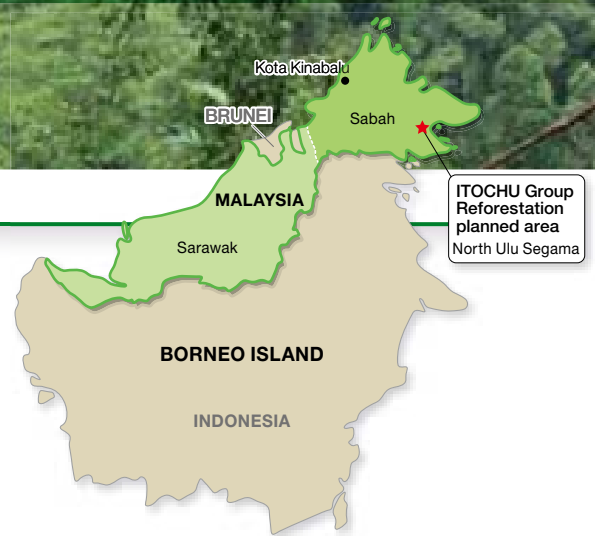 Kota Kinabalu
BRUNEI
Sabah
MALAYSIA
Sarawak
ITOCHU Group
Reforestation
planned area
North Ulu Segama
BORNEO ISLAND
INDONESIA